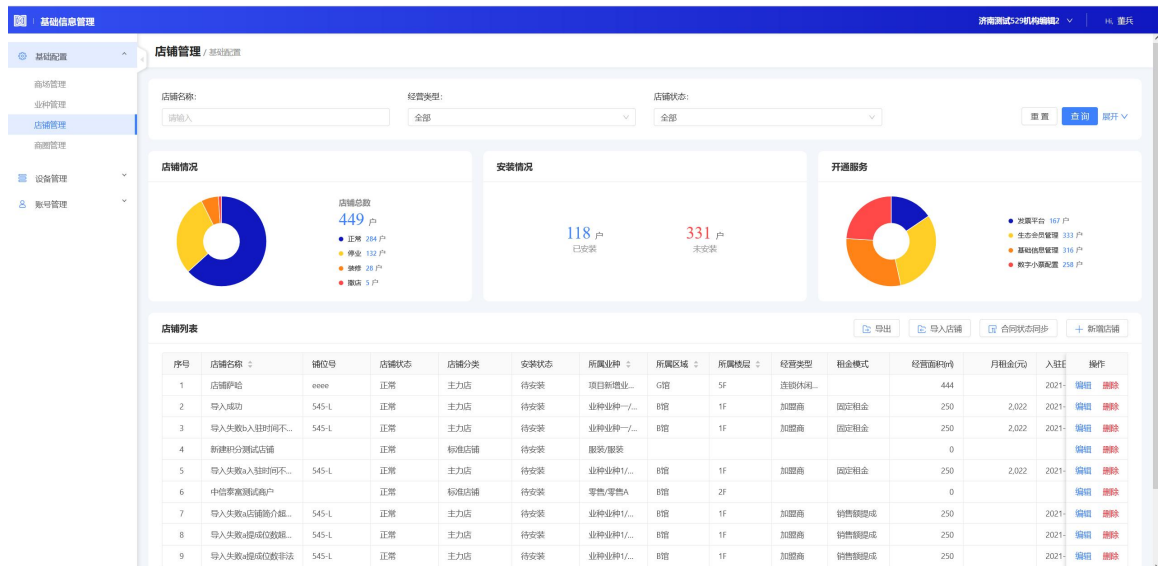 基础信息管理 济南测试529机构编辑2 Hi, 董兵
基础配置
商场管理
业种管理
店铺管理
商圈管理
设备管理
账号管理
店铺管理 / 基础配置
店铺名称: 经营类型: 店铺状态:
请输入 全部 全部 重置 查询 展开
店铺情况
店铺总数
449 户
正常 284 户
停业 132 户
装修 28 户
撤店 5 户
安装情况
118 户 331 户
已安装 未安装
开通服务
发票平台 167 户
生态会员管理 333 户
基础信息管理 316 户
数字小票配置 258 户
店铺列表 导出 导入店铺 合同状态同步 + 新增店铺
序号 店铺名称 铺位号 店铺状态 店铺分类 安装状态 所属业种 所属区域 所属楼层 经营类型 租金模式 经营面积(㎡) 月租金(元) 入驻 操作
1 店铺萨哈 eeee 正常 主力店 待安装 项目新增业... G馆 5F 连锁休闲... 444 2021- 编辑 删除
2 导入成功 545-L 正常 主力店 待安装 业种业种一/... B馆 1F 加盟商 固定租金 250 2,022 2021- 编辑 删除
3 导入失败b入驻时间不... 545-L 正常 主力店 待安装 业种业种一/... B馆 1F 加盟商 固定租金 250 2,022 2021- 编辑 删除
4 新建积分测试店铺 正常 标准店铺 待安装 服装/服装 0 编辑 删除
5 导入失败a入驻时间不... 545-L 正常 主力店 待安装 业种业种1/... B馆 1F 加盟商 固定租金 250 2,022 2021- 编辑 删除
6 中信泰富测试商户 正常 标准店铺 待安装 零售/零售A B馆 2F 0 编辑 删除
7 导入失败a店铺简介超... 545-L 正常 主力店 待安装 业种业种1/... B馆 1F 加盟商 销售额提成 250 2021- 编辑 删除
8 导入失败a提成位数超... 545-L 正常 主力店 待安装 业种业种1/... B馆 1F 加盟商 销售额提成 250 2021- 编辑 删除
9 导入失败a提成位数非法 545-L 正常 主力店 待安装 业种业种1/... B馆 1F 加盟商 销售额提成 250 2021- 编辑 删除